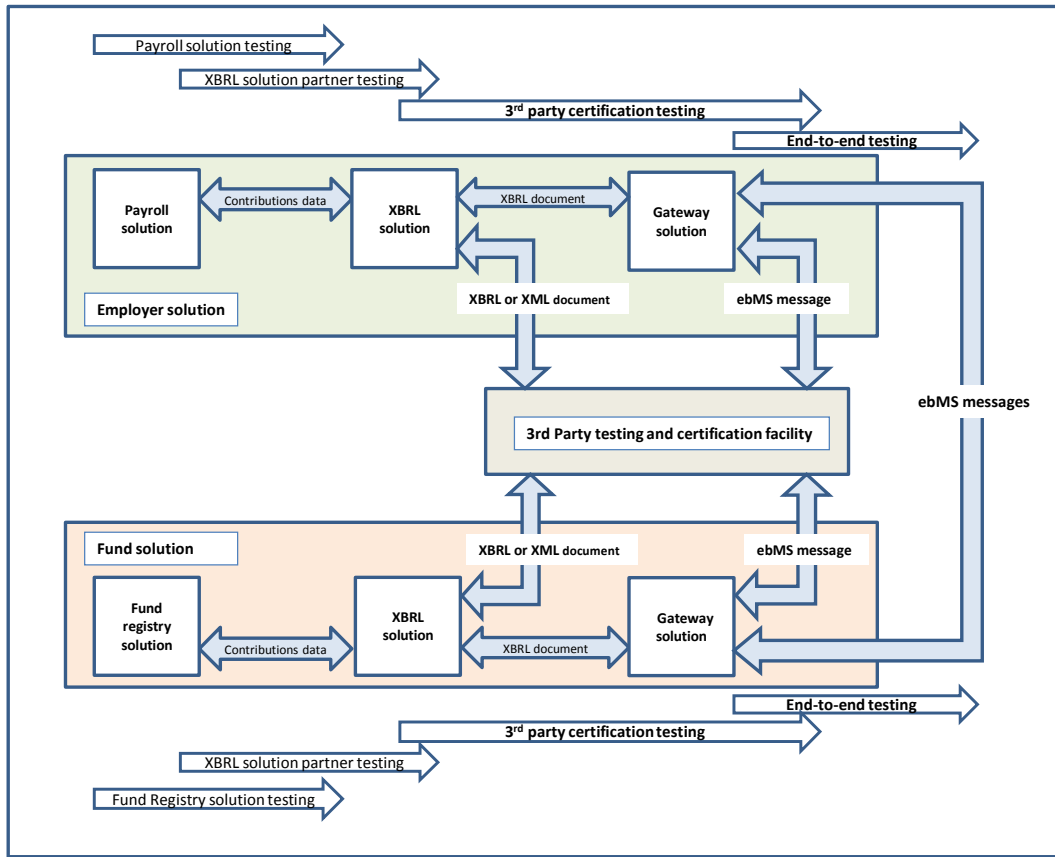 Payroll solution testing
XBRL solution partner testing
3rd party certification testing
End-to-end testing
Payroll
solution
Contributions data
XBRL
solution
XBRL document
Gateway
solution
Employer solution
XBRL or XML document
ebMS message
ebMS messages
3rd Party testing and certification facility
Fund solution
XBRL or XML document
ebMS message
Fund
registry
solution
Contributions data
XBRL
solution
XBRL document
Gateway
solution
End-to-end testing
3rd party certification testing
XBRL solution partner testing
Fund Registry solution testing